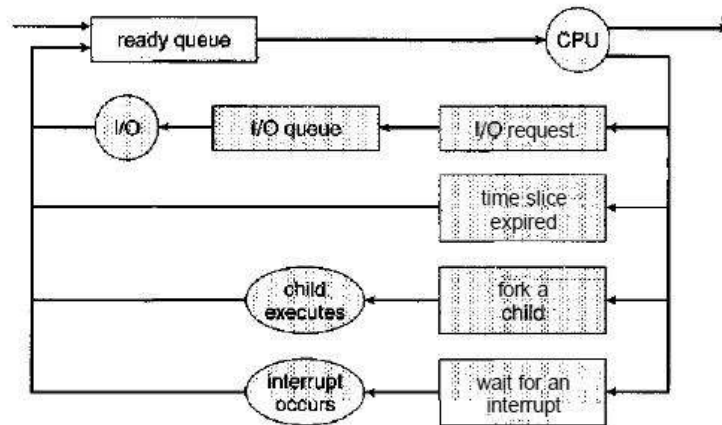 ready queue
CPU
I/O
I/O queue
I/O request
time slice
expired
child
executes
fork a
child
interrupt
occurs
wait for an
interrupt